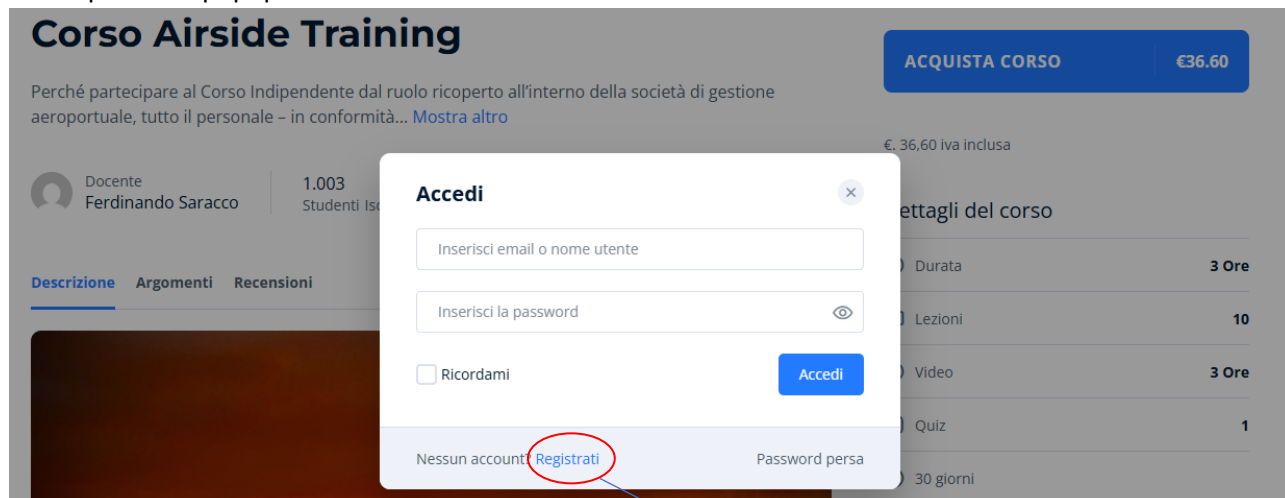 Corso Airside Training
ACQUISTA CORSO €36.60
Perché partecipare al Corso Indipendente dal ruolo ricoperto all’interno della società di gestione
aeroportuale, tutto il personale – in conformità... Mostra altro
€. 36,60 iva inclusa
Docente
Ferdinando Saracco
1.003
Studenti Isc
Accedi
Inserisci email o nome utente
Inserisci la password
Ricordami
Accedi
Nessun account? Registrati
Password persa
Descrizione Argomenti Recensioni
ettagli del corso
Durata 3 Ore
Lezioni 10
Video 3 Ore
Quiz 1
30 giorni